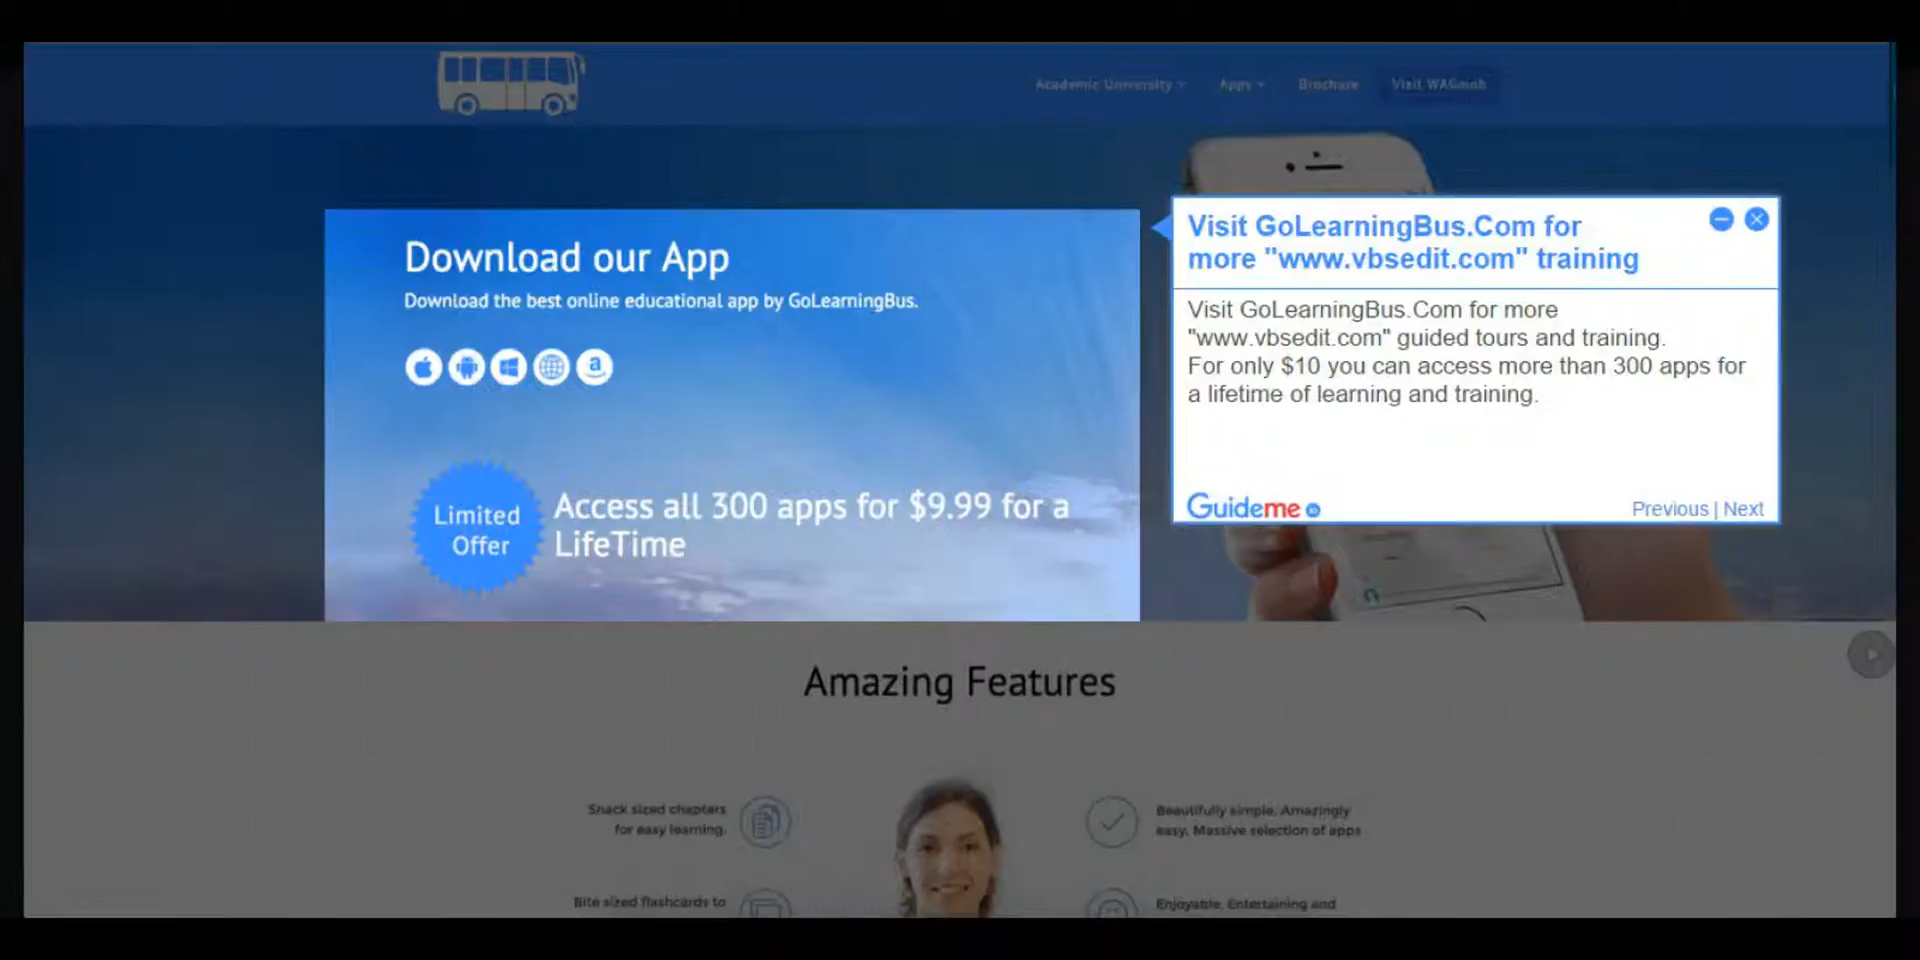 Academic University
Apps
Brochure
Visit WAGmob
Download our App
Download the best online educational app by GoLearningBus.
a
Limited
Offer
Access all 300 apps for $9.99 for a
LifeTime
Visit GoLearningBus.Com for
more "www.vbsedit.com" training
Visit GoLearningBus.Com for more
"www.vbsedit.com" guided tours and training.
For only $10 you can access more than 300 apps for
a lifetime of learning and training.
Guideme
Previous | Next
Amazing Features
Snack sized chapters
for easy learning.
Beautifully simple, Amazingly
easy, Massive selection of apps
Bite sized flashcards to
Enjoyable, Entertaining and